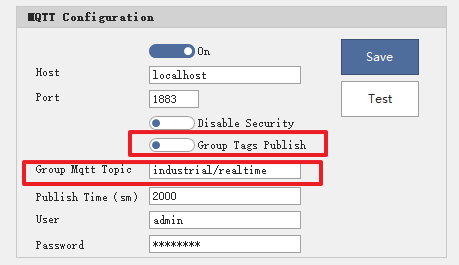 MQTT Configuration
On
Save
Host localhost
Port 1883
Test
Disable Security
Group Tags Publish
Group Mqtt Topic industrial/realtime
Publish Time (sm) 2000
User admin
Password ********